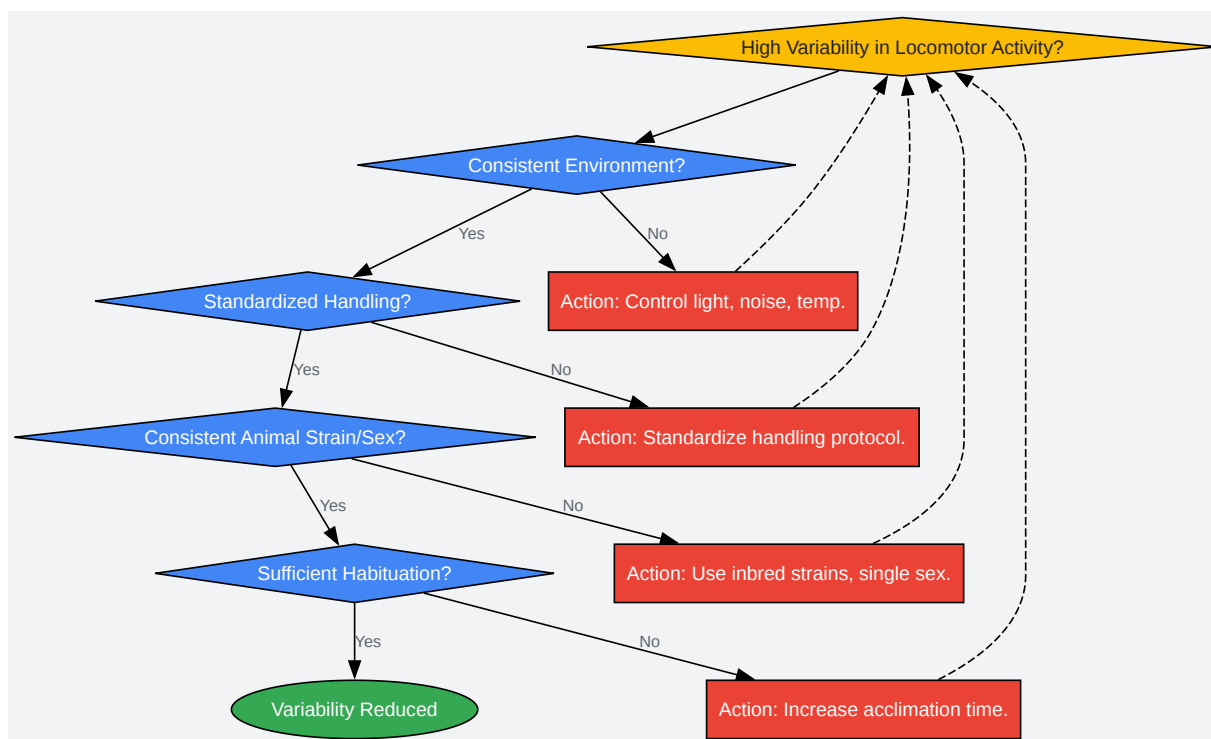 High Variability in Locomotor Activity?
Consistent Environment?
Yes
No
Standardized Handling?
Action: Control light, noise, temp.
Yes
No
Consistent Animal Strain/Sex?
Action: Standardize handling protocol.
Yes
No
Sufficient Habituation?
Action: Use inbred strains, single sex.
Yes
No
Variability Reduced
Action: Increase acclimation time.